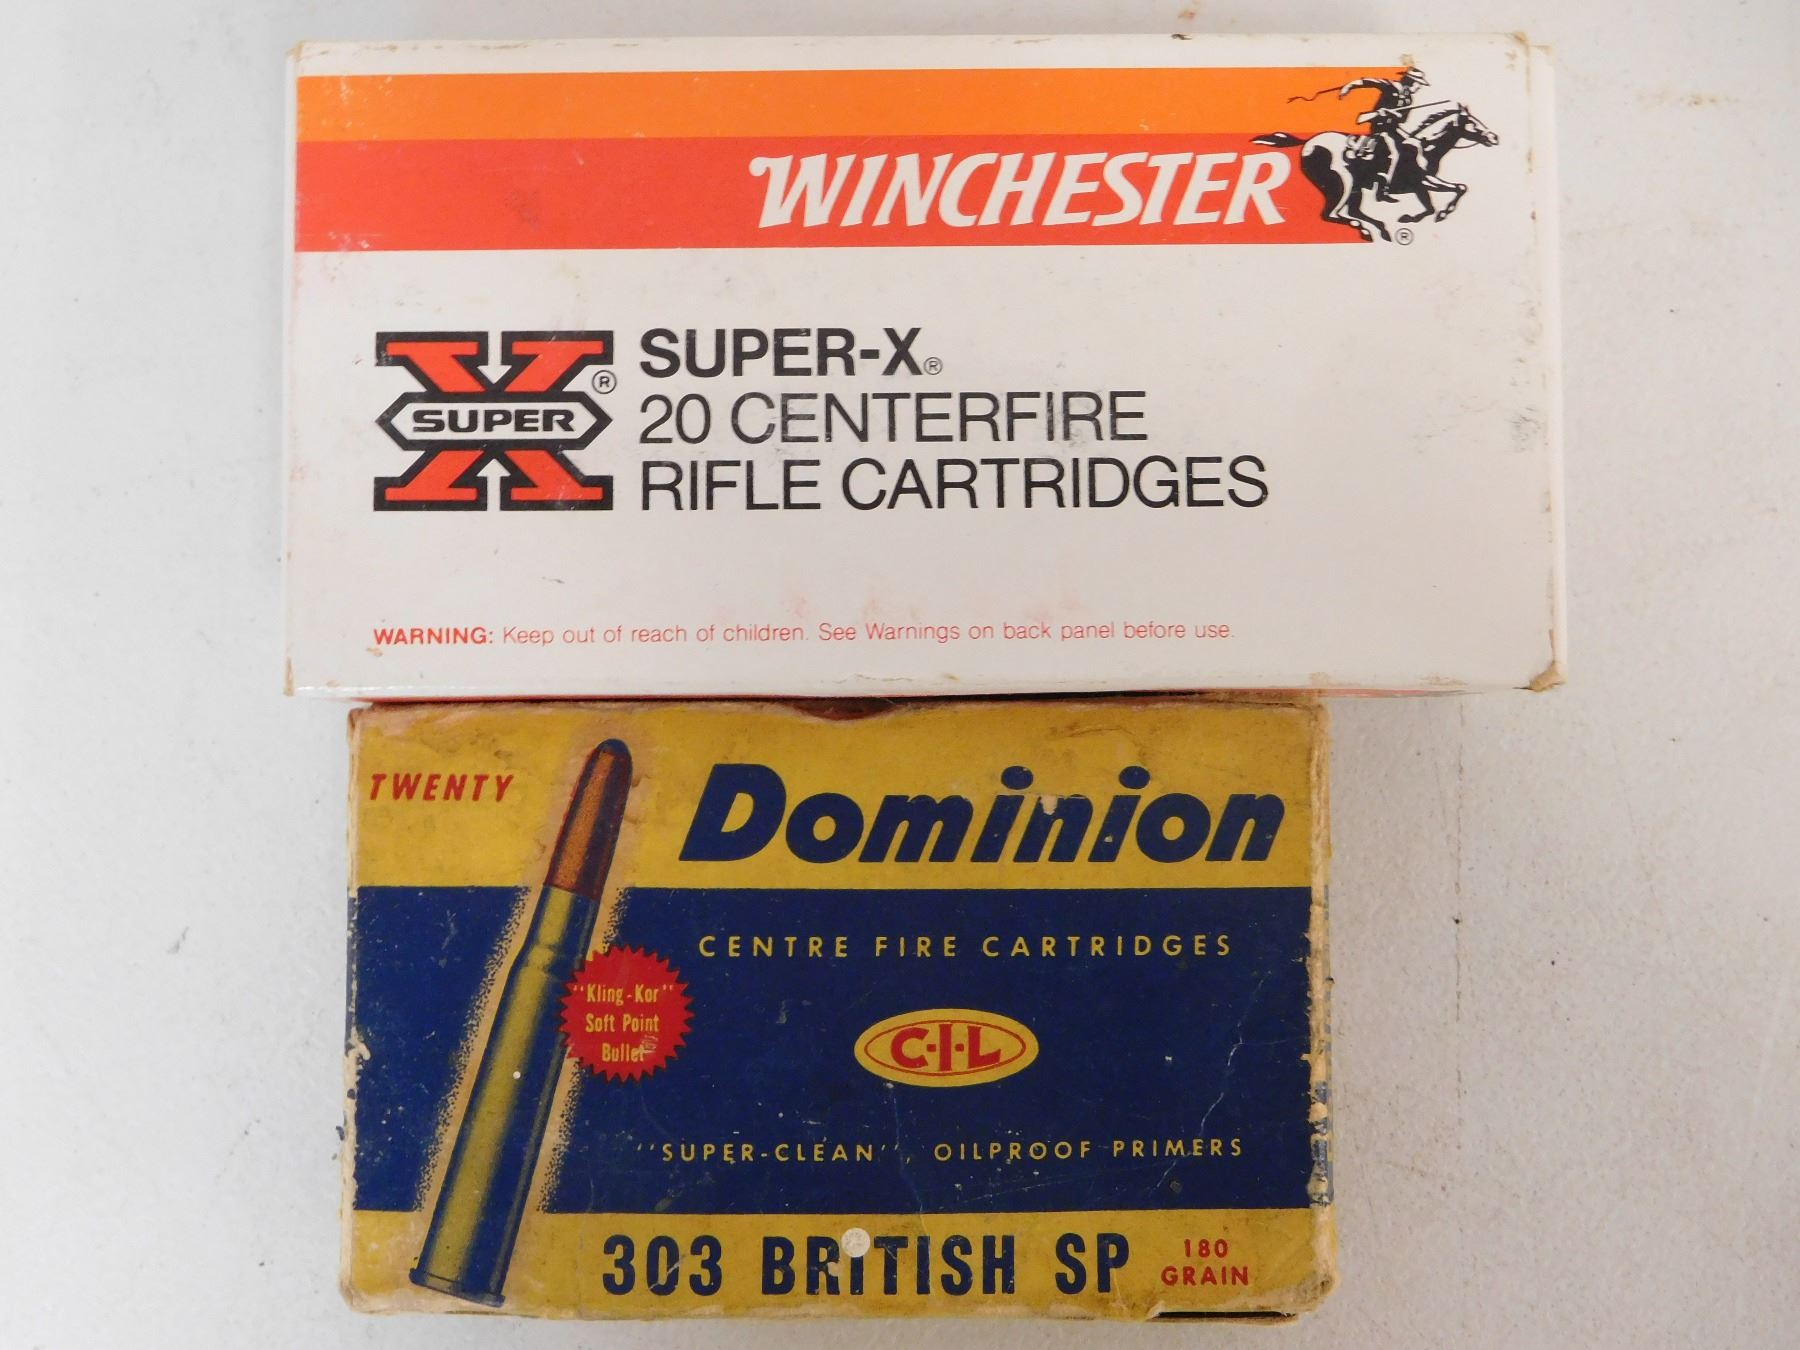 WINCHESTER
®
SUPER
®
SUPER-X®
20 CENTERFIRE
RIFLE CARTRIDGES
WARNING: Keep out of reach of children. See Warnings on back panel before use.
TWENTY
Dominion
CENTRE FIRE CARTRIDGES
"Kling-Kor"
Soft Point
Bullet
C-I-L
"SUPER-CLEAN", OILPROOF PRIMERS
303 BRITISH SP
180
GRAIN